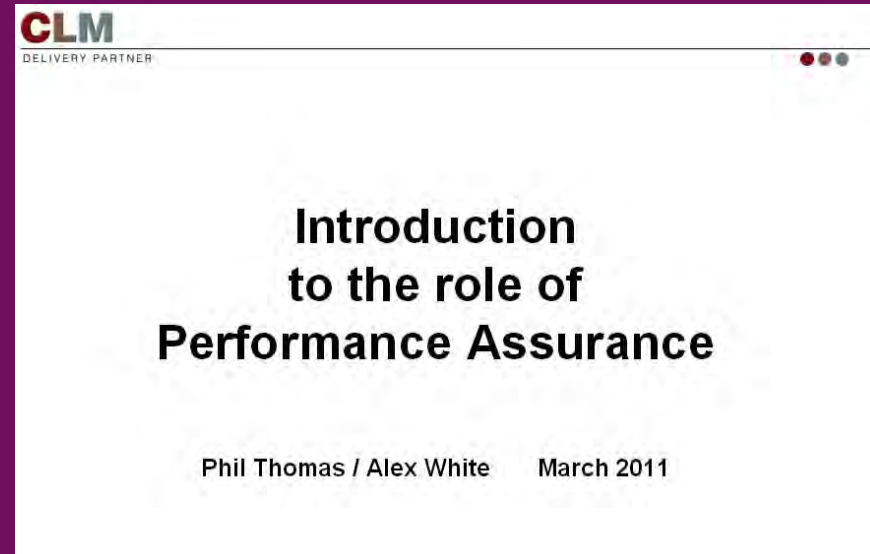 CLM
DELIVERY PARTNER
Introduction
to the role of
Performance Assurance
Phil Thomas / Alex White March 2011